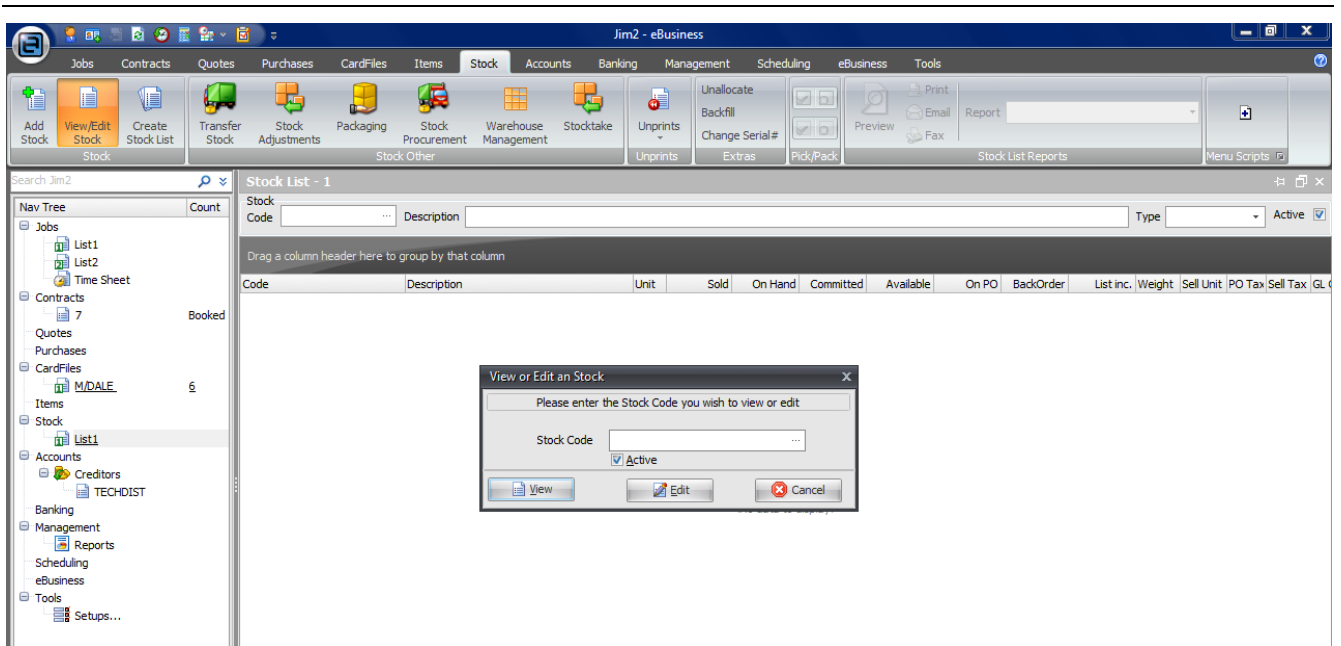 Jim2 - eBusiness
Jobs Contracts Quotes Purchases CardFiles Items Stock Accounts Banking Management Scheduling eBusiness Tools
Add Stock
View/Edit Stock
Create Stock List
Stock
Transfer Stock
Stock Adjustments
Packaging
Stock Procurement
Warehouse Management
Stocktake
Stock Other
Unprints
Unprints
Unallocate
Backfill
Change Serial#
Extras
Pick/Pack
Preview
Print
Email
Fax
Report
Stock List Reports
Menu Scripts
Search Jim2
Nav Tree Count
Jobs
List1
List2
Time Sheet
Contracts
7 Booked
Quotes
Purchases
CardFiles
M/DALE 6
Items
Stock
List1
Accounts
Creditors
TECHDIST
Banking
Management
Reports
Scheduling
eBusiness
Tools
Setups...
Stock List - 1
Stock
Code ... Description Type Active
Drag a column header here to group by that column
Code Description Unit Sold On Hand Committed Available On PO BackOrder List inc. Weight Sell Unit PO Tax Sell Tax GL
View or Edit an Stock
Please enter the Stock Code you wish to view or edit
Stock Code ...
Active
View Edit Cancel